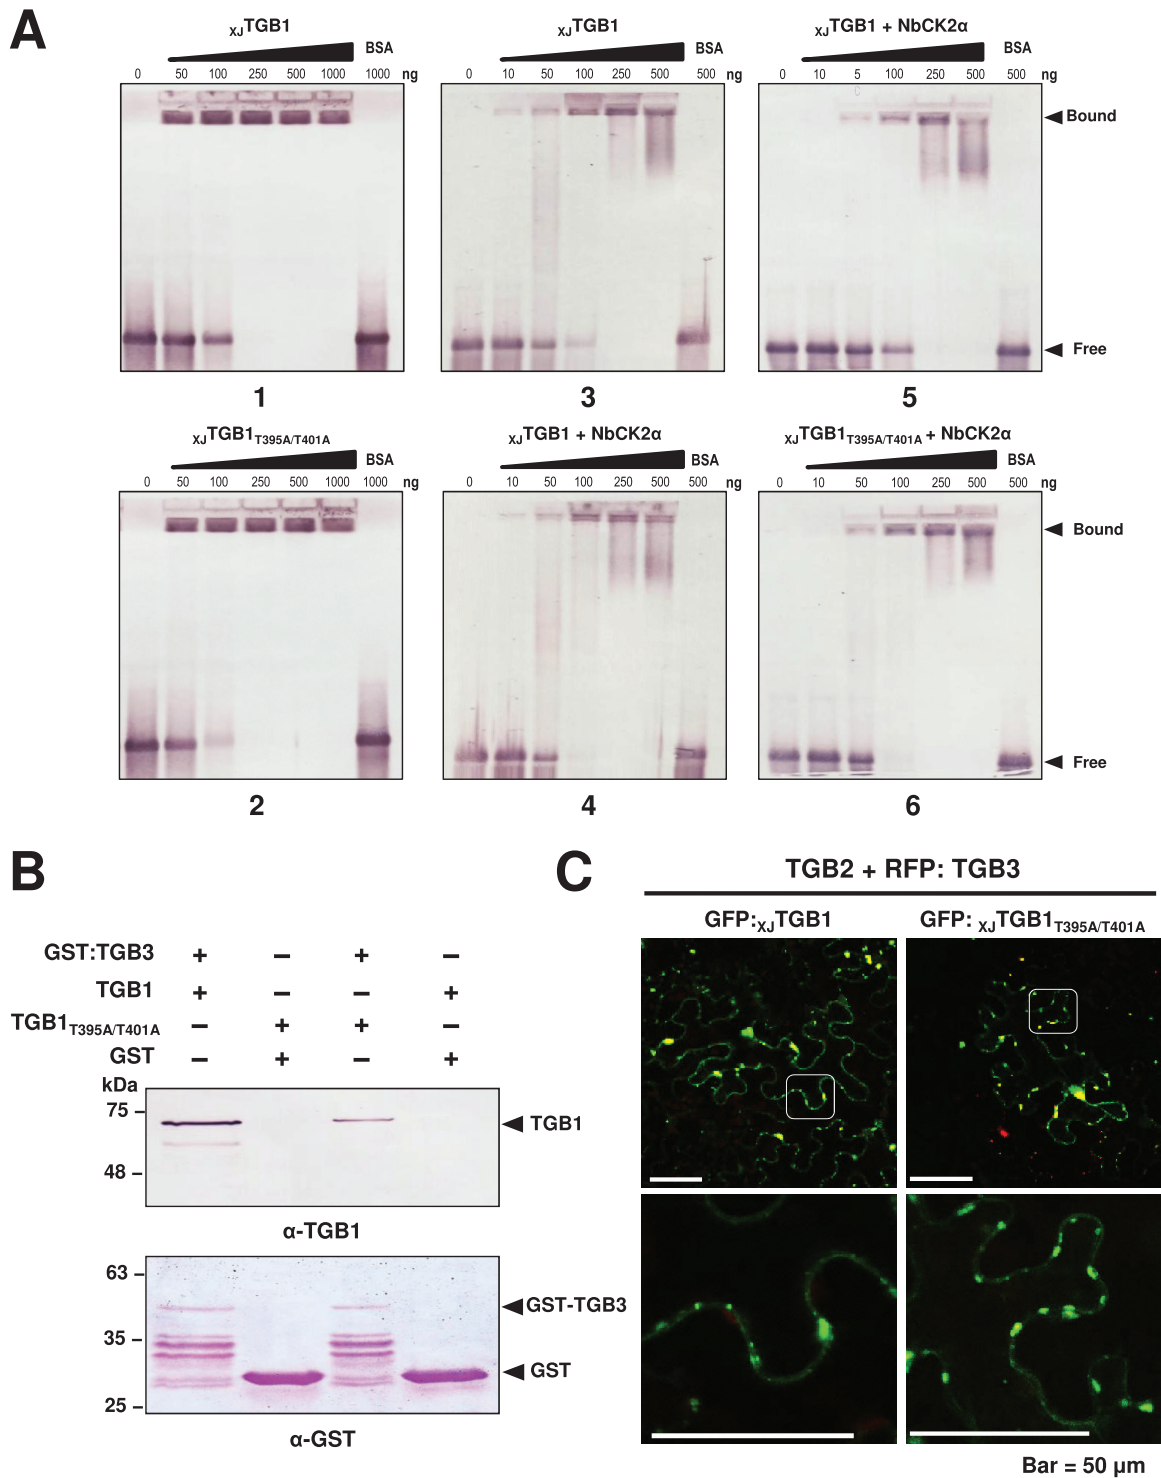 A
XJTGB1
BSA
0 50 100 250 500 1000 1000 ng
1
XJTGB1
BSA
0 10 50 100 250 500 500 ng
3
XJTGB1 + NbCK2α
BSA
0 10 5 100 250 500 500 ng
Bound
Free
5
XJTGB1T395A/T401A
BSA
0 50 100 250 500 1000 1000 ng
2
XJTGB1 + NbCK2α
BSA
0 10 50 100 250 500 500 ng
4
XJTGB1T395A/T401A + NbCK2α
BSA
0 10 50 100 250 500 500 ng
Bound
Free
6
B
GST:TGB3 + – + –
TGB1 + – – +
TGB1T395A/T401A – + + –
GST – + – +
kDa
75 –
TGB1
48 –
α-TGB1
63 –
GST-TGB3
35 –
GST
25 –
α-GST
C
TGB2 + RFP: TGB3
GFP:XJTGB1
GFP: XJTGB1T395A/T401A
Bar = 50 µm